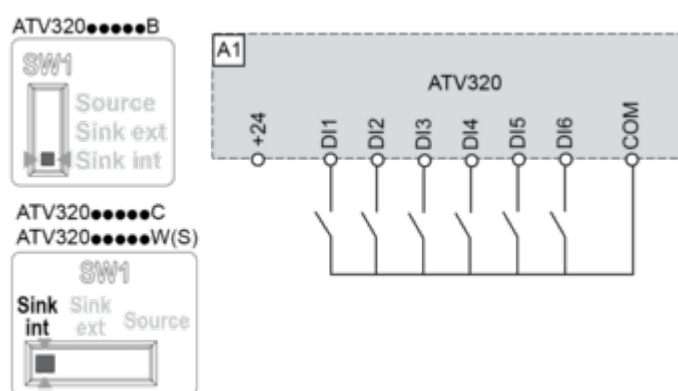 ATV320●●●●●B
SW1
Source
Sink ext
Sink int
ATV320●●●●●C
ATV320●●●●●W(S)
SW1
Sink int
Sink ext
Source
A1
ATV320
+24
DI1
DI2
DI3
DI4
DI5
DI6
COM